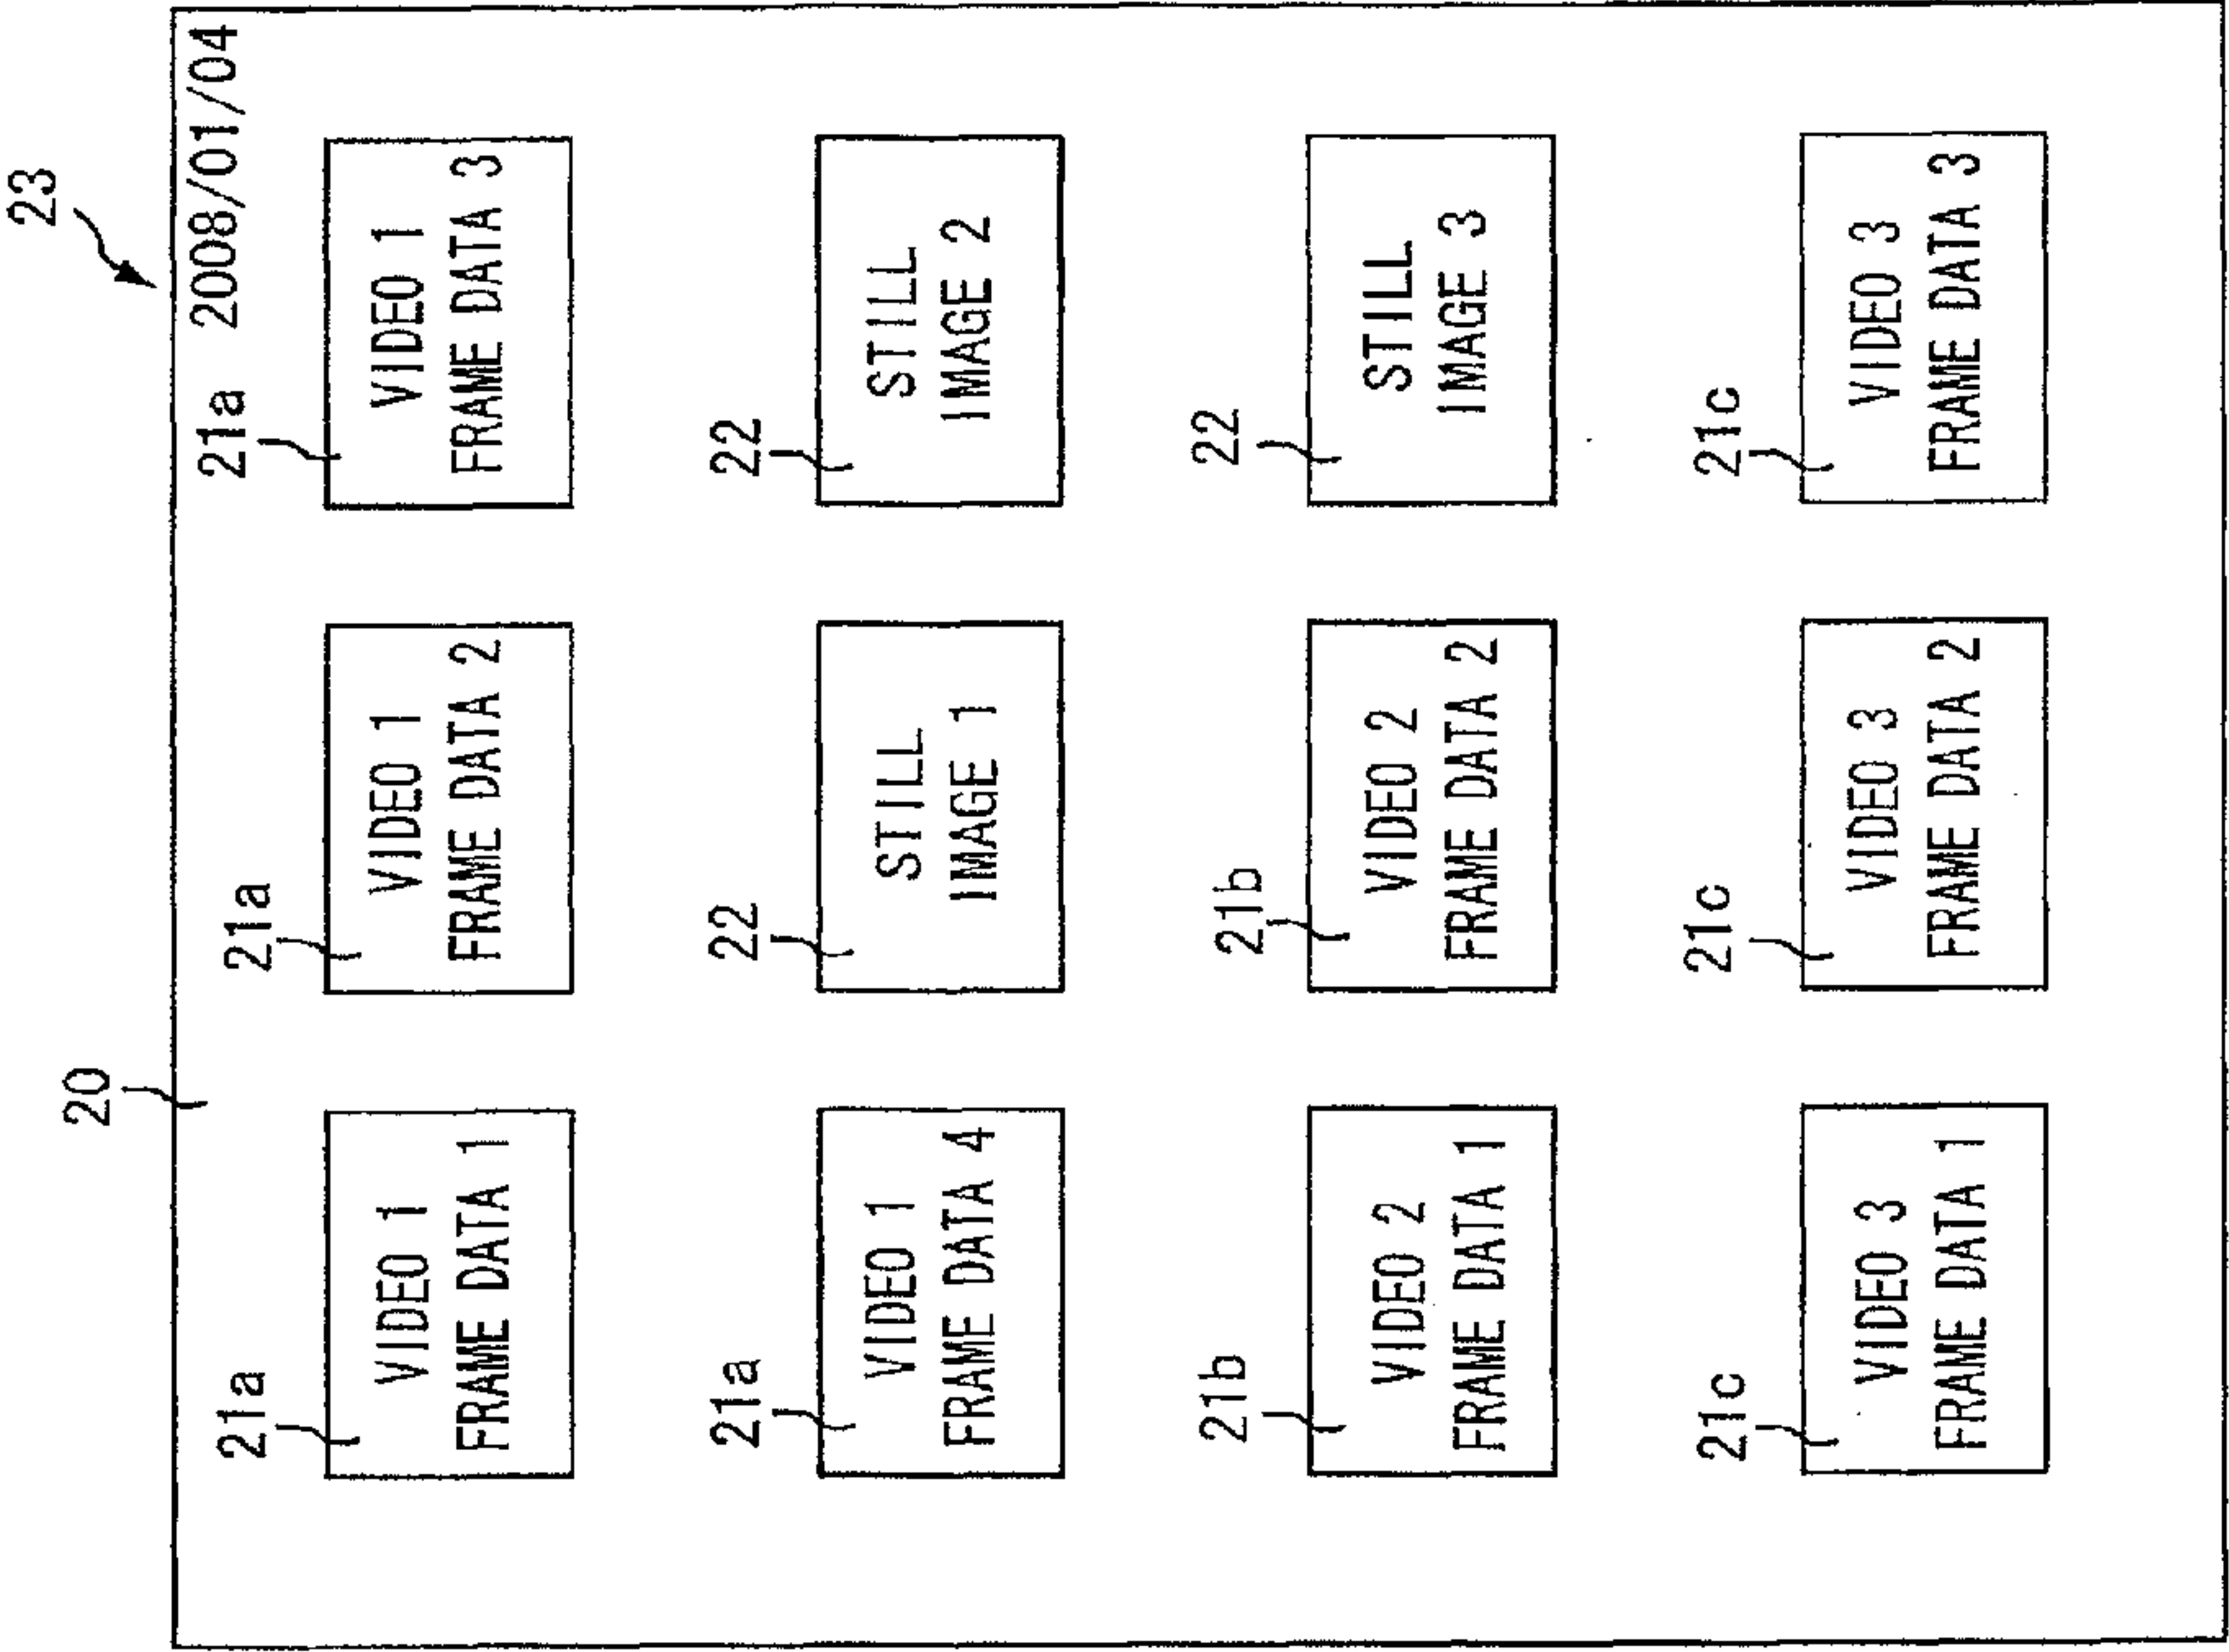 23
20
21a 21a 21a 2008/01/04
VIDEO 1 VIDEO 1 VIDEO 1
FRAME DATA 1 FRAME DATA 2 FRAME DATA 3
21a 22 22
VIDEO 1 STILL STILL
FRAME DATA 4 IMAGE 1 IMAGE 2
21b 21b 22
VIDEO 2 VIDEO 2 STILL
FRAME DATA 1 FRAME DATA 2 IMAGE 3
21c 21c 21c
VIDEO 3 VIDEO 3 VIDEO 3
FRAME DATA 1 FRAME DATA 2 FRAME DATA 3